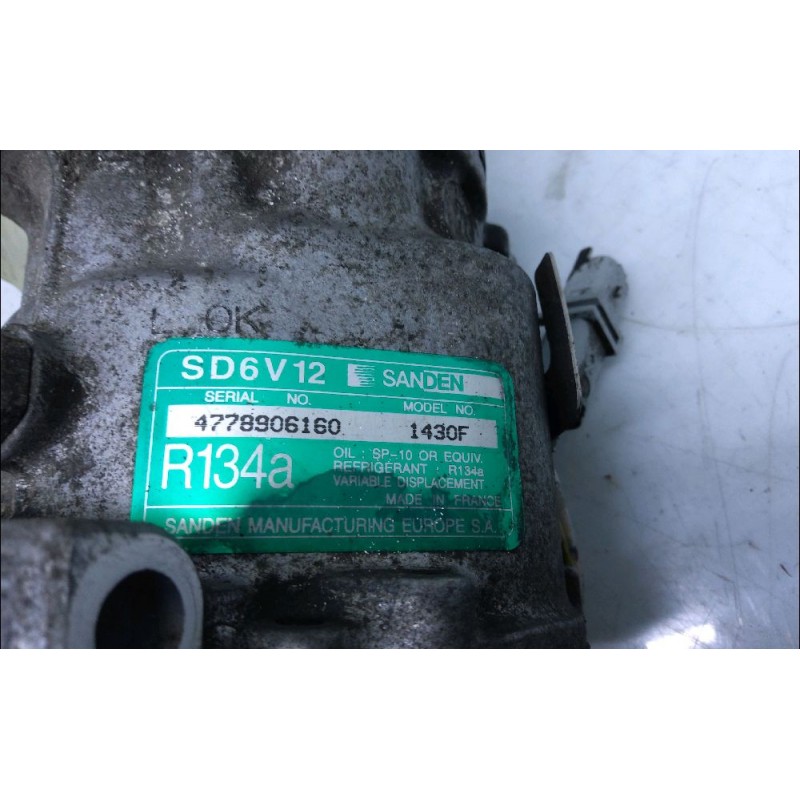 L OK
SD6V12 SANDEN
SERIAL NO. MODEL NO.
4778906160 1430F
R134a
OIL : SP-10 OR EQUIV.
REFRIGERANT : R134a
VARIABLE DISPLACEMENT
MADE IN FRANCE
SANDEN MANUFACTURING EUROPE S.A.